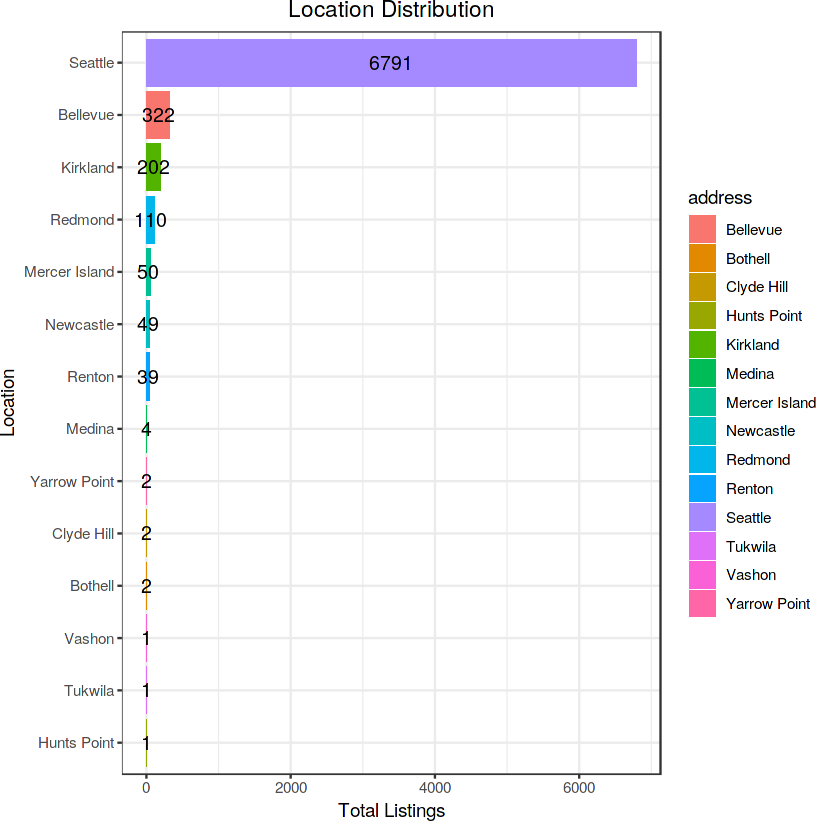 Location Distribution
Seattle
6791
Bellevue
322
Kirkland
202
Redmond
110
Mercer Island
50
Newcastle
49
Renton
39
Medina
4
Yarrow Point
2
Clyde Hill
2
Bothell
2
Vashon
1
Tukwila
1
Hunts Point
1
0
2000
4000
6000
Total Listings
Location
address
Bellevue
Bothell
Clyde Hill
Hunts Point
Kirkland
Medina
Mercer Island
Newcastle
Redmond
Renton
Seattle
Tukwila
Vashon
Yarrow Point